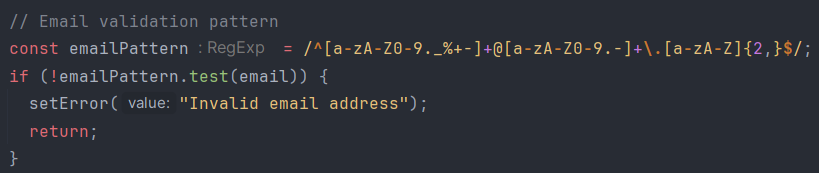 // Email validation pattern
const emailPattern : RegExp = /^[a-zA-Z0-9._%+-]+@[a-zA-Z0-9.-]+\.[a-zA-Z]{2,}$/;
if (!emailPattern.test(email)) {
  setError( value: "Invalid email address");
  return;
}